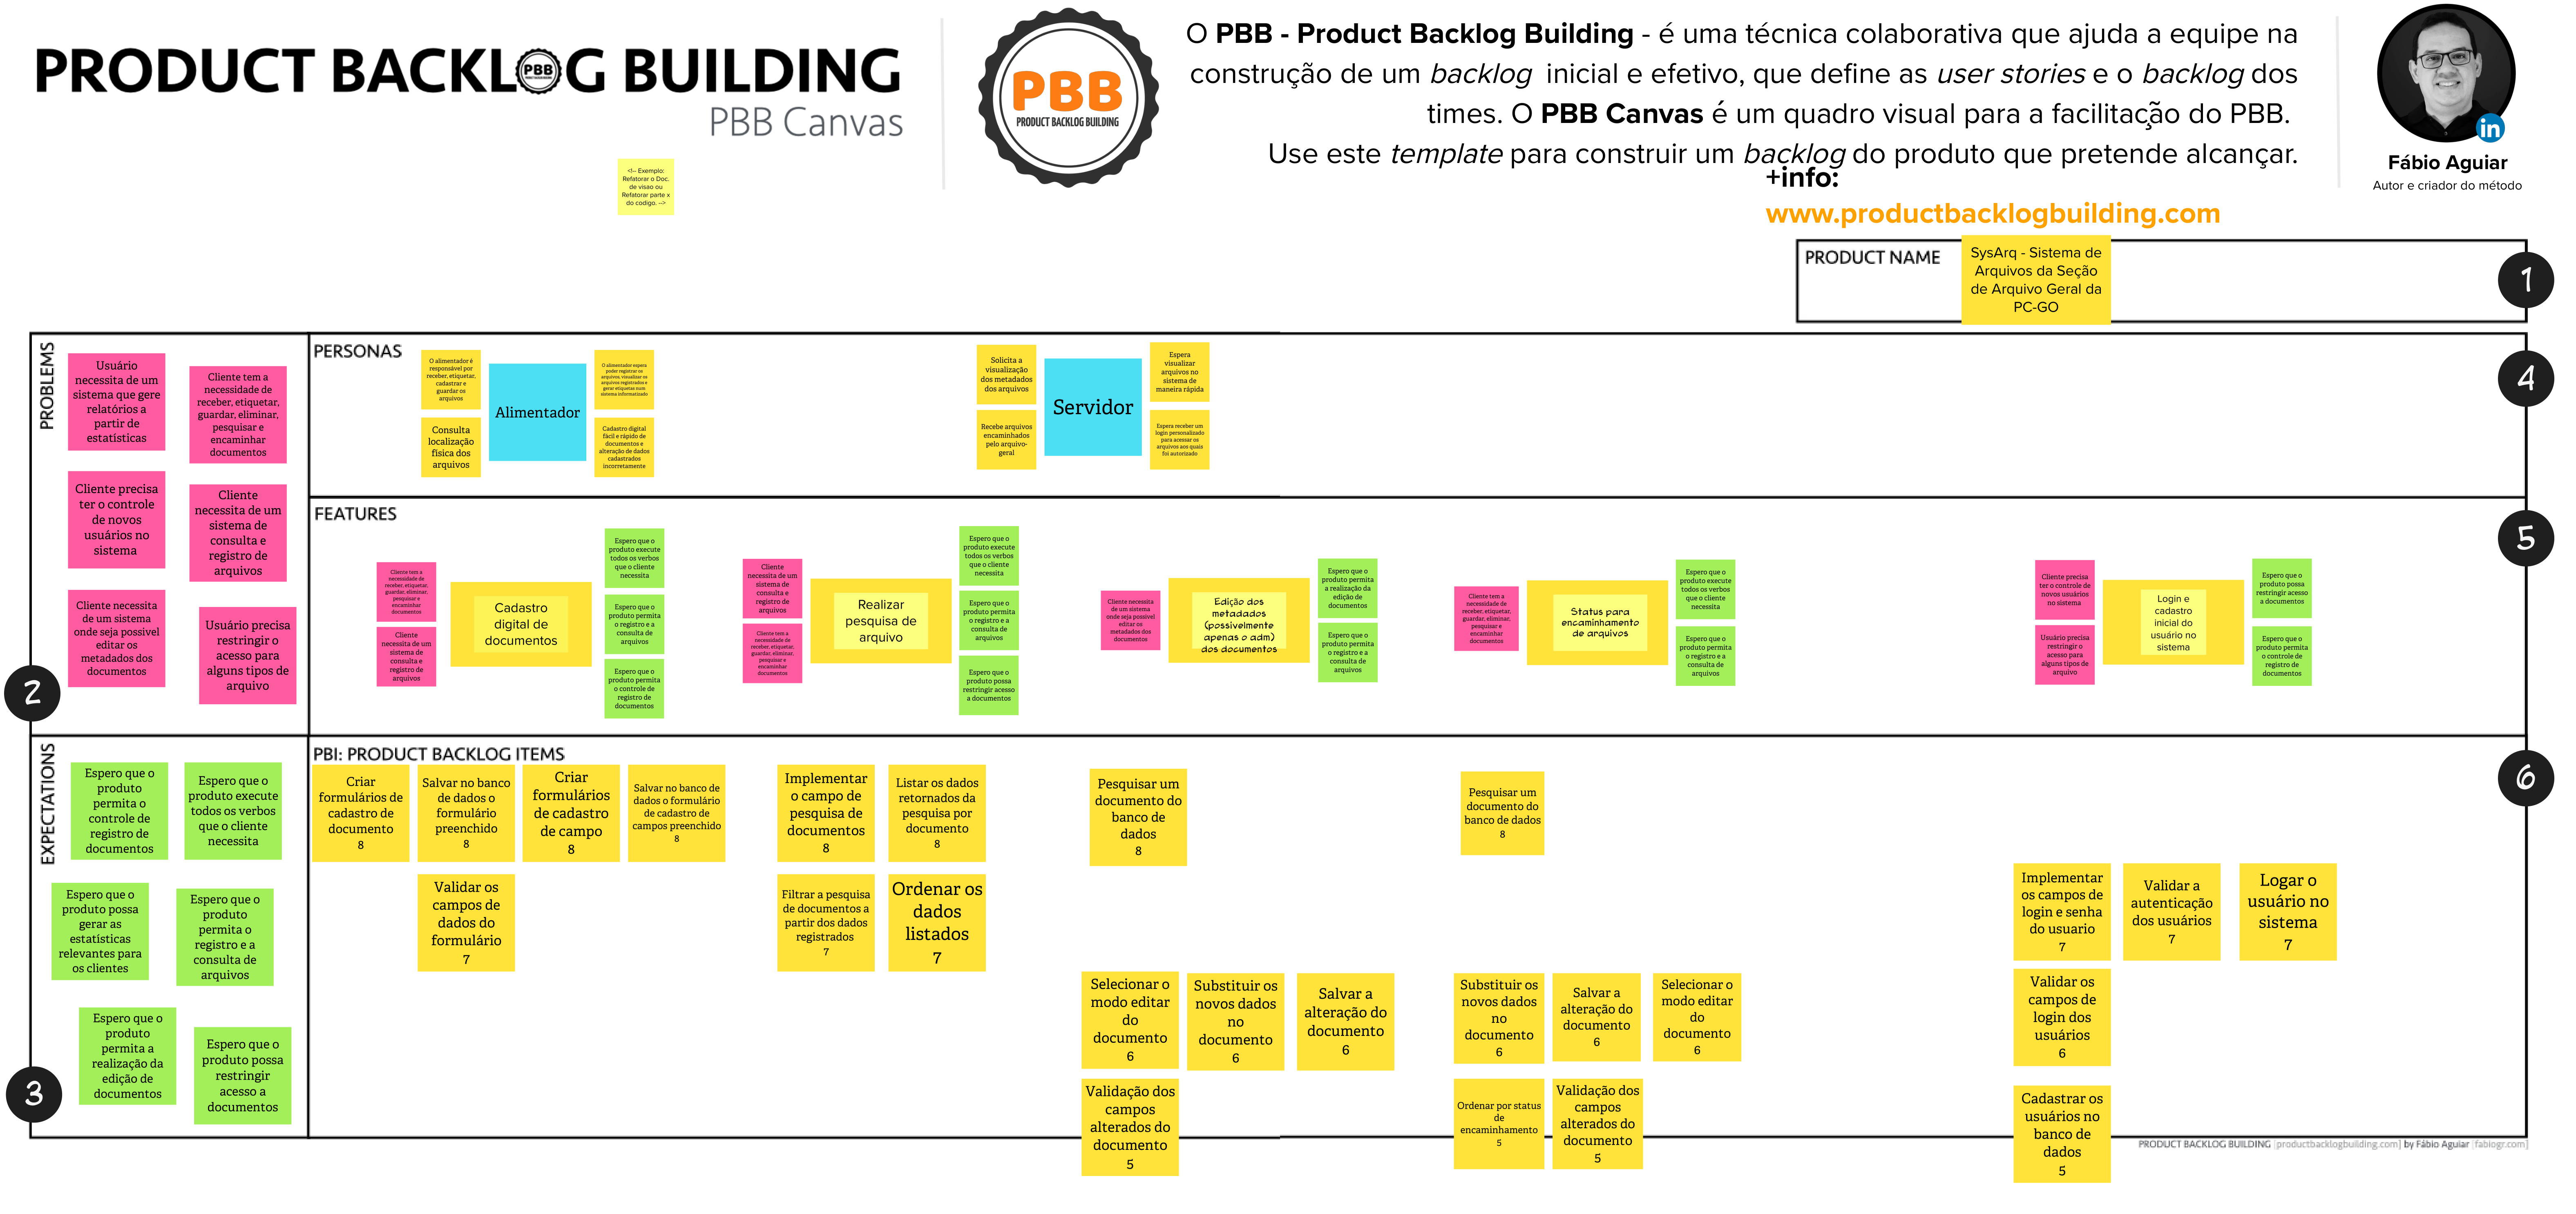 PRODUCT BACKLOG BUILDING
PBB
PBB Canvas
PBB
PRODUCT BACKLOG BUILDING
O PBB - Product Backlog Building - é uma técnica colaborativa que ajuda a equipe na
construção de um backlog inicial e efetivo, que define as user stories e o backlog dos
times. O PBB Canvas é um quadro visual para a facilitação do PBB.
Use este template para construir um backlog do produto que pretende alcançar.
+info:
www.productbacklogbuilding.com
in
Fábio Aguiar
Autor e criador do método
<!-- Exemplo:
Refatorar o Doc.
de visao ou
Refatorar parte x
do codigo. -->
PRODUCT NAME
SysArq - Sistema de
Arquivos da Seção
de Arquivo Geral da
PC-GO
1
PROBLEMS
Usuário
necessita de um
sistema que gere
relatórios a
partir de
estatísticas
Cliente tem a
necessidade de
receber, etiquetar,
guardar, eliminar,
pesquisar e
encaminhar
documentos
Cliente precisa
ter o controle
de novos
usuários no
sistema
Cliente
necessita de um
sistema de
consulta e
registro de
arquivos
Cliente necessita
de um sistema
onde seja possivel
editar os
metadados dos
documentos
Usuário precisa
restringir o
acesso para
alguns tipos de
arquivo
2
PERSONAS
O alimentador é
responsável por
receber, etiquetar,
cadastrar e
guardar os
arquivos
Consulta
localização
física dos
arquivos
Alimentador
O alimentador espera
poder registrar os
arquivos, visualizar os
arquivos registrados e
gerar etiquetas num
sistema informatizado
Cadastro digital
fácil e rápido de
documentos e
alteração de dados
cadastrados
incorretamente
Solicita a
visualização
dos metadados
dos arquivos
Recebe arquivos
encaminhados
pelo arquivo-
geral
Servidor
Espera
visualizar
arquivos no
sistema de
maneira rápida
Espera receber um
login personalizado
para acessar os
arquivos aos quais
foi autorizado
4
FEATURES
Cliente tem a
necessidade de
receber, etiquetar,
guardar, eliminar,
pesquisar e
encaminhar
documentos
Cliente
necessita de um
sistema de
consulta e
registro de
arquivos
Cadastro
digital de
documentos
Espero que o
produto execute
todos os verbos
que o cliente
necessita
Espero que o
produto permita
o registro e a
consulta de
arquivos
Espero que o
produto permita
o controle de
registro de
documentos
Cliente
necessita de um
sistema de
consulta e
registro de
arquivos
Cliente tem a
necessidade de
receber, etiquetar,
guardar, eliminar,
pesquisar e
encaminhar
documentos
Realizar
pesquisa de
arquivo
Espero que o
produto execute
todos os verbos
que o cliente
necessita
Espero que o
produto permita
o registro e a
consulta de
arquivos
Espero que o
produto possa
restringir acesso
a documentos
Cliente necessita
de um sistema
onde seja possivel
editar os
metadados dos
documentos
Edição dos
metadados
(possivelmente
apenas o adm)
dos documentos
Espero que o
produto permita
a realização da
edição de
documentos
Espero que o
produto permita
o registro e a
consulta de
arquivos
Cliente tem a
necessidade de
receber, etiquetar,
guardar, eliminar,
pesquisar e
encaminhar
documentos
Status para
encaminhamento
de arquivos
Espero que o
produto execute
todos os verbos
que o cliente
necessita
Espero que o
produto permita
o registro e a
consulta de
arquivos
Cliente precisa
ter o controle de
novos usuários
no sistema
Usuário precisa
restringir o
acesso para
alguns tipos de
arquivo
Login e
cadastro
inicial do
usuário no
sistema
Espero que o
produto possa
restringir acesso
a documentos
Espero que o
produto permita
o controle de
registro de
documentos
5
EXPECTATIONS
Espero que o
produto
permita o
controle de
registro de
documentos
Espero que o
produto execute
todos os verbos
que o cliente
necessita
Espero que o
produto possa
gerar as
estatísticas
relevantes para
os clientes
Espero que o
produto
permita o
registro e a
consulta de
arquivos
Espero que o
produto
permita a
realização da
edição de
documentos
Espero que o
produto possa
restringir
acesso a
documentos
3
PBI: PRODUCT BACKLOG ITEMS
Criar
formulários de
cadastro de
documento
8
Salvar no banco
de dados o
formulário
preenchido
8
Criar
formulários
de cadastro
de campo
8
Salvar no banco de
dados o formulário
de cadastro de
campos preenchido
8
Validar os
campos de
dados do
formulário
7
Implementar
o campo de
pesquisa de
documentos
8
Listar os dados
retornados da
pesquisa por
documento
8
Filtrar a pesquisa
de documentos a
partir dos dados
registrados
7
Ordenar os
dados
listados
7
Pesquisar um
documento do
banco de
dados
8
Selecionar o
modo editar
do
documento
6
Substituir os
novos dados
no
documento
6
Salvar a
alteração do
documento
6
Validação dos
campos
alterados do
documento
5
Pesquisar um
documento do
banco de dados
8
Substituir os
novos dados
no
documento
6
Salvar a
alteração do
documento
6
Selecionar o
modo editar
do
documento
6
Ordenar por status
de
encaminhamento
5
Validação dos
campos
alterados do
documento
5
Implementar
os campos de
login e senha
do usuario
7
Validar a
autenticação
dos usuários
7
Logar o
usuário no
sistema
7
Validar os
campos de
login dos
usuários
6
Cadastrar os
usuários no
banco de
dados
5
6
PRODUCT BACKLOG BUILDING [productbacklogbuilding.com] by Fábio Aguiar [fabiogr.com]